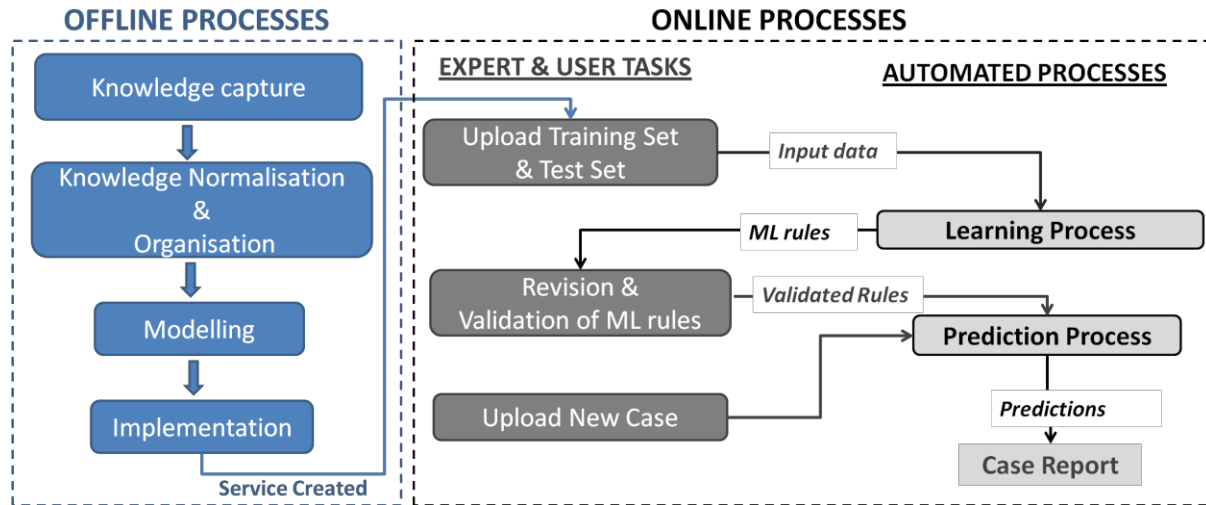 OFFLINE PROCESSES
Knowledge capture
Knowledge Normalisation
&
Organisation
Modelling
Implementation
Service Created
ONLINE PROCESSES
EXPERT & USER TASKS
AUTOMATED PROCESSES
Upload Training Set
& Test Set
Input data
Learning Process
ML rules
Revision &
Validation of ML rules
Validated Rules
Prediction Process
Upload New Case
Predictions
Case Report